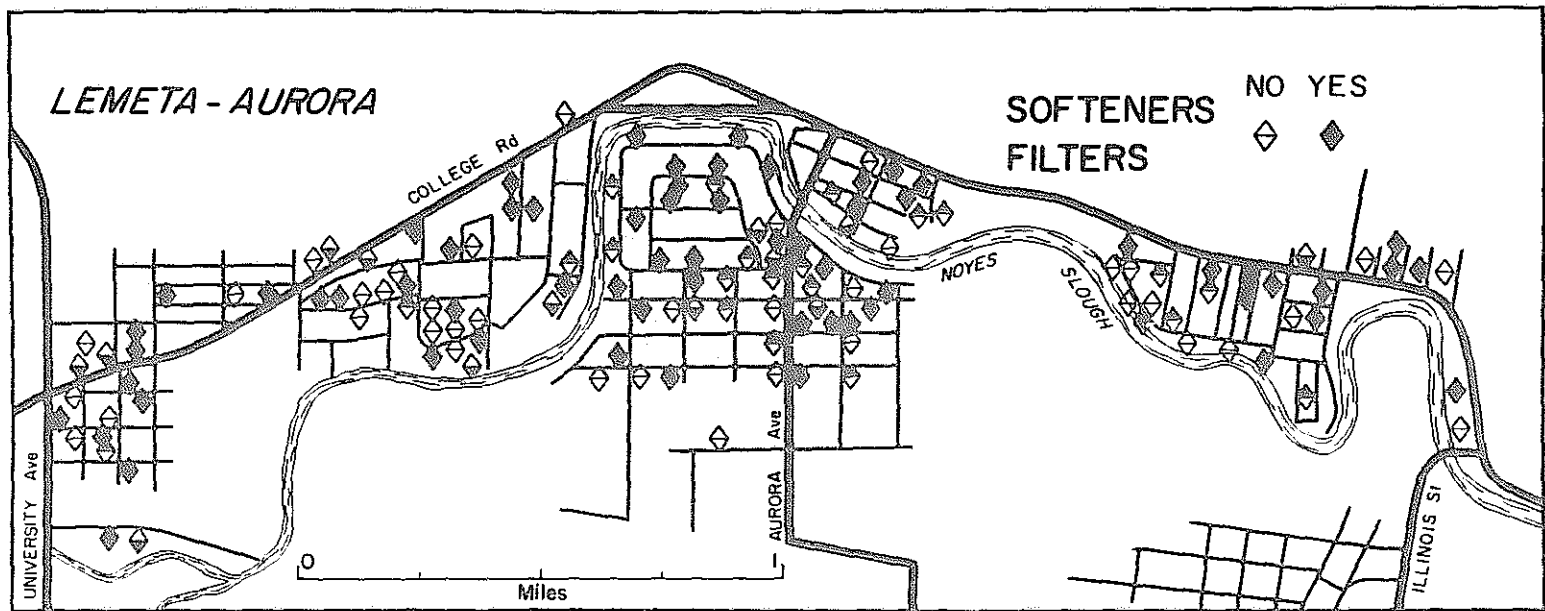 LEMETA - AURORA
COLLEGE Rd
NO YES
SOFTENERS
FILTERS
NOYES
SLOUGH
UNIVERSITY Ave
AURORA Ave
ILLINOIS St
0 1
Miles